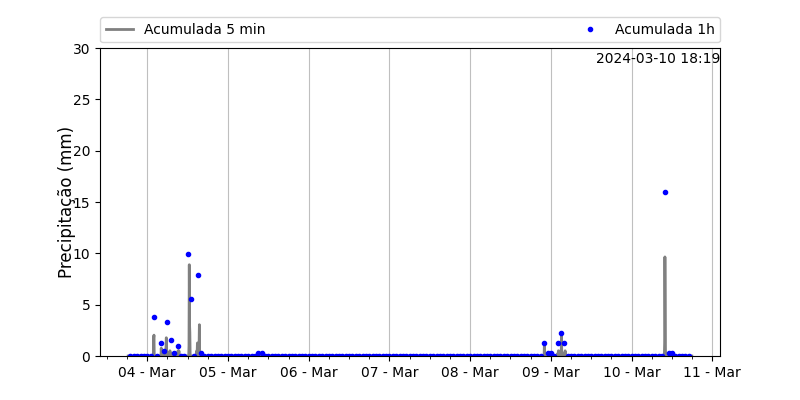 Acumulada 5 min
Acumulada 1h
2024-03-10 18:19
Precipitação (mm)
30
25
20
15
10
5
0
04 - Mar 05 - Mar 06 - Mar 07 - Mar 08 - Mar 09 - Mar 10 - Mar 11 - Mar